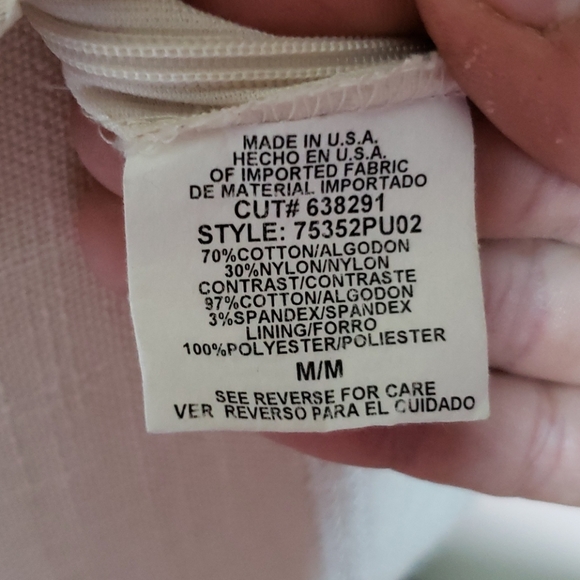 MADE IN U.S.A.
HECHO EN U.S.A.
OF IMPORTED FABRIC
DE MATERIAL IMPORTADO
CUT# 638291
STYLE: 75352PU02
70%COTTON/ALGODON
30%NYLON/NYLON
CONTRAST/CONTRASTE
97%COTTON/ALGODON
3%SPANDEX/SPANDEX
LINING/FORRO
100%POLYESTER/POLIESTER
M/M
SEE REVERSE FOR CARE
VER REVERSO PARA EL CUIDADO